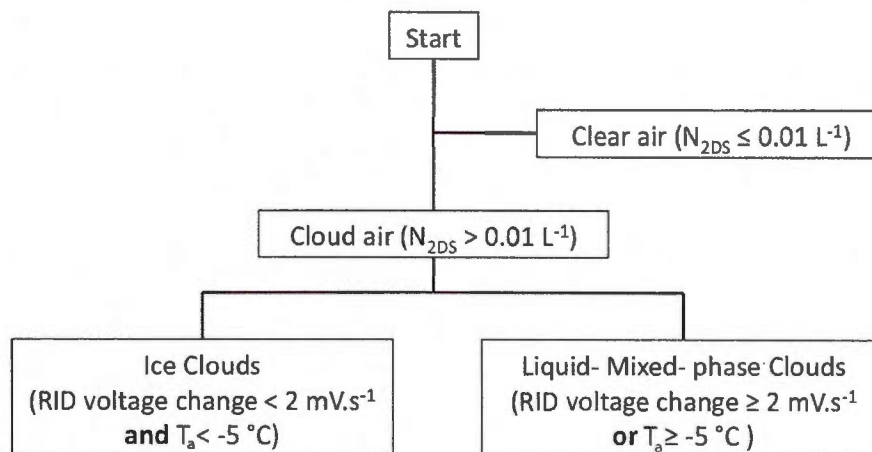 Start
Clear air (N₂DS ≤ 0.01 L⁻¹)
Cloud air (N₂DS > 0.01 L⁻¹)
Ice Clouds
(RID voltage change < 2 mV.s⁻¹
and Tₐ< -5 °C)
Liquid- Mixed- phase Clouds
(RID voltage change ≥ 2 mV.s⁻¹
or Tₐ≥ -5 °C )